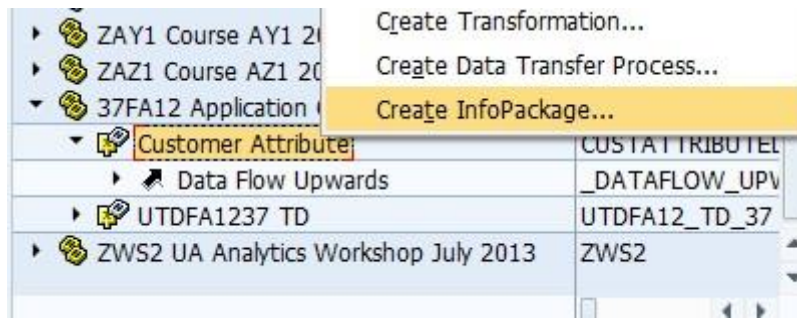 Create Transformation...
ZAY1 Course AY1 2
Create Data Transfer Process...
ZAZ1 Course AZ1 20
Create InfoPackage...
37FA12 Application
Customer Attribute CUSTATTRIBUTE
Data Flow Upwards _DATAFLOW_UPW
UTDFA1237 TD UTDFA12_TD_37
ZWS2 UA Analytics Workshop July 2013 ZWS2